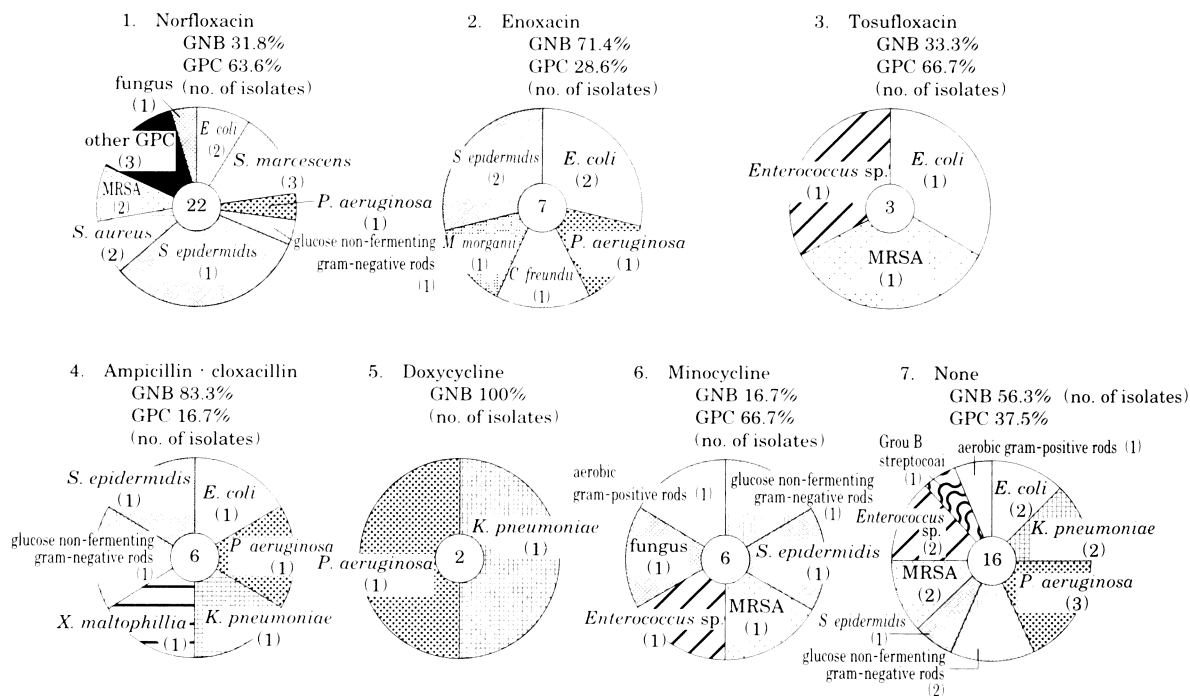 1. Norfloxacin
GNB 31.8%
GPC 63.6%
(no. of isolates)
fungus
(1)
E coli
(2)
other GPC
(3)
S. marcescens
(3)
MRSA
(2)
22
P. aeruginosa
(1)
S. aureus
(2)
S epidermidis
(1)
glucose non-fermenting
gram-negative rods
(1)
2. Enoxacin
GNB 71.4%
GPC 28.6%
(no. of isolates)
S epidermidis
(2)
E. coli
(2)
7
M morganii
(1)
P. aeruginosa
(1)
C freundii
(1)
3. Tosufloxacin
GNB 33.3%
GPC 66.7%
(no. of isolates)
Enterococcus sp.
(1)
E. coli
(1)
3
MRSA
(1)
4. Ampicillin · cloxacillin
GNB 83.3%
GPC 16.7%
(no. of isolates)
S. epidermidis
(1)
E. coli
(1)
glucose non-fermenting
gram-negative rods
(1)
6
P aeruginosa
(1)
X. maltophillia
(1)
K. pneumoniae
(1)
5. Doxycycline
GNB 100%
(no. of isolates)
K. pneumoniae
(1)
2
P. aeruginosa
(1)
6. Minocycline
GNB 16.7%
GPC 66.7%
(no. of isolates)
aerobic
gram-positive rods (1)
glucose non-fermenting
gram-negative rods
(1)
fungus
(1)
6
S. epidermidis
(1)
Enterococcus sp.
(1)
MRSA
(1)
7. None
GNB 56.3% (no. of isolates)
GPC 37.5%
Grou B
streptocoai
(1)
aerobic gram-positive rods (1)
E. coli
(2)
K. pneumoniae
(2)
Enterococcus
sp.
(2)
16
MRSA
(2)
P aeruginosa
(3)
S epidermidis
(1)
glucose non-fermenting
gram-negative rods
(2)